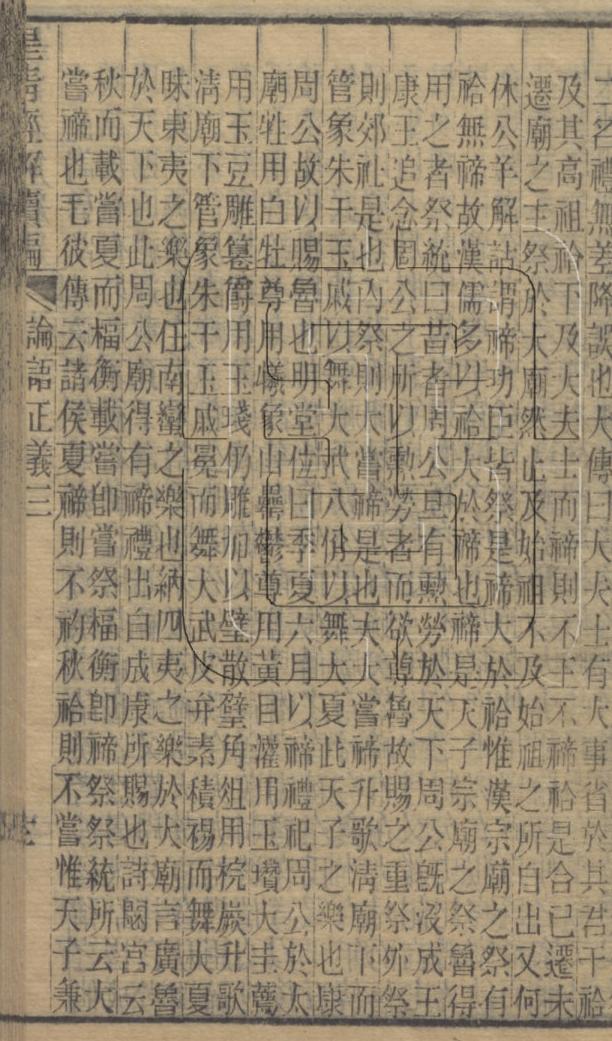 二名禮無差降說也大傳曰大夫士有大事省於其君干祫
及其高祖祫下及大夫士而禘則不王不禘祫是合已遷未
遷廟之主祭於大廟然止及始祖不及始祖之所自出又何
休公羊解詁謂禘功臣皆祭是禘大於祫惟漢宗廟之祭有
祫無禘故漢儒多以祫大於禘也禘是天子宗廟之祭魯得
用之者祭統曰昔者周公旦有勲勞於天下周公旣沒成王
康王追念周公之所以勲勞者而欲尊魯故賜之重祭外祭
則郊社是也內祭則大嘗禘是也夫大嘗禘升歌淸廟下而
管象朱干玉戚以舞大武八佾以舞大夏此天子之樂也康
周公故以賜魯也明堂位曰季夏六月以禘禮祀周公於太
廟牲用白牡尊用犧象山罍鬱尊用黃目灌用玉瓚大圭薦
用玉豆雕篹爵用玉琖仍雕加以璧散璧角俎用梡嶡升歌
淸廟下管象朱干玉戚冕而舞大武皮弁素積裼而舞大夏
昧東夷之樂也任南蠻之樂也納四夷之樂於大廟言廣魯
於天下也此周公廟得有禘禮出自成康所賜也詩閟宮云
秋而載嘗夏而楅衡載嘗卽嘗祭楅衡卽禘祭祭統所云大
嘗禘也毛彼傳云諸侯夏禘則不礿秋祫則不嘗惟天子兼
皇淸經解續編
論語正義三